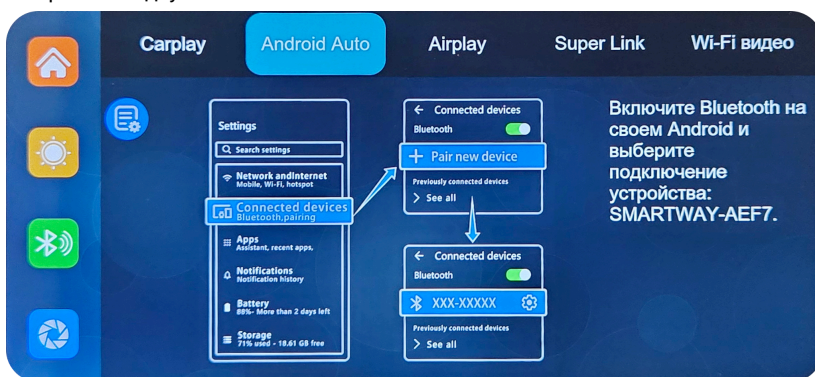 Carplay
Android Auto
Airplay
Super Link
Wi-Fi видео
Settings
Search settings
Network andInternet
Mobile, Wi-Fi, hotspot
Connected devices
Bluetooth,pairing
Apps
Assistant, recent apps,
Notifications
Notification history
Battery
88%- More than 2 days left
Storage
71% used - 18.61 GB free
Connected devices
Bluetooth
Pair new device
Previously connected devices
See all
Connected devices
Bluetooth
XXX-XXXXX
Previously connected devices
See all
Включите Bluetooth на
своем Android и
выберите
подключение
устройства:
SMARTWAY-AEF7.